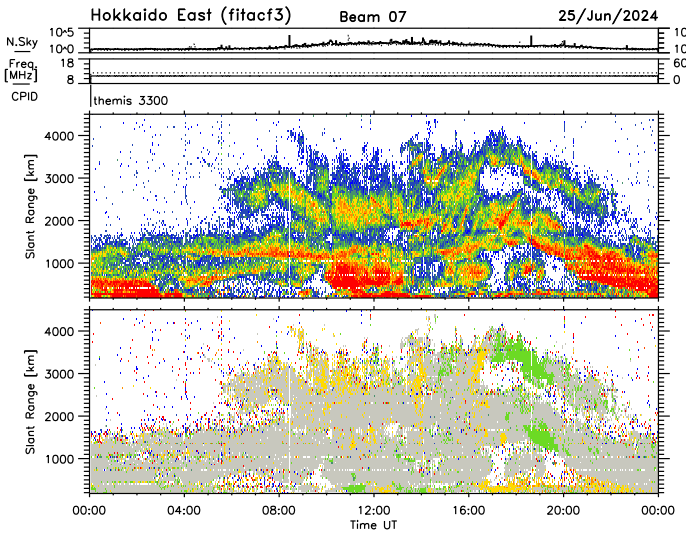 Hokkaido East (fitacf3) Beam 07 25/Jun/2024
N.Sky 10^5 10^0 10 10
Freq. [MHz] 18 8 60 0
CPID themis 3300
Slant Range [km] 4000 3000 2000 1000
Slant Range [km] 4000 3000 2000 1000
00:00 04:00 08:00 12:00 16:00 20:00 00:00
Time UT